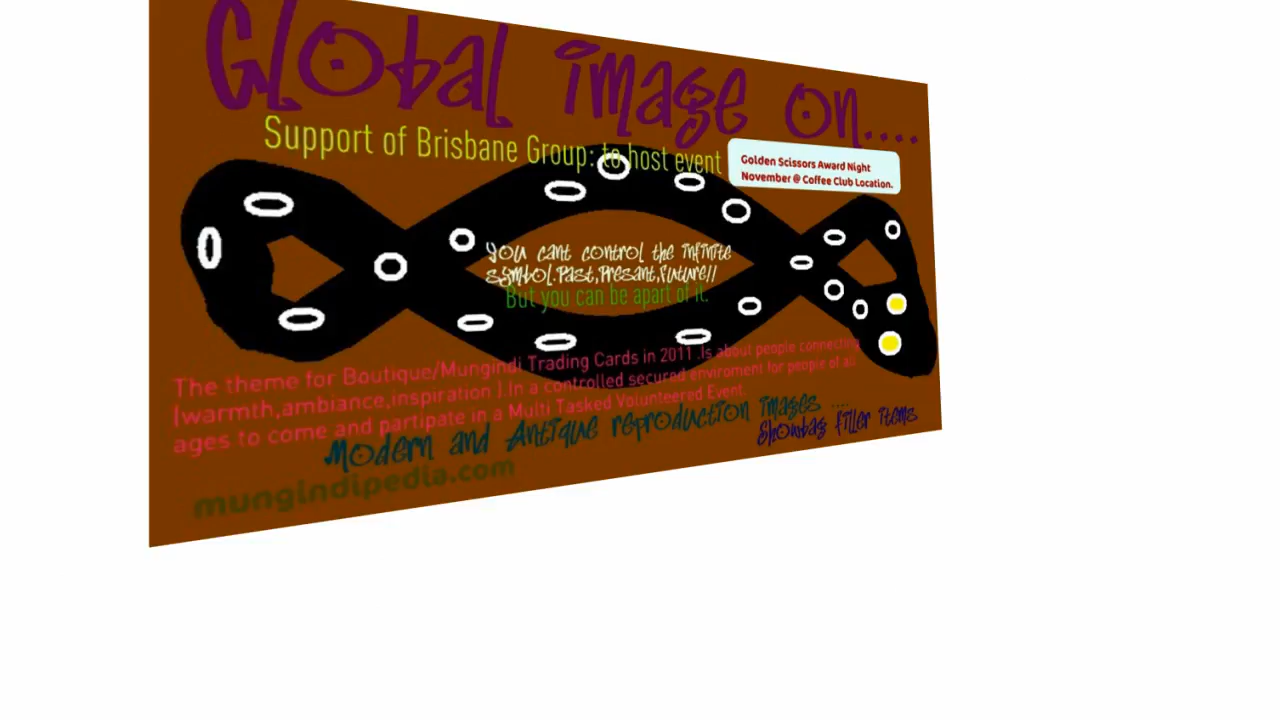 Global image on....
Support of Brisbane Group: to host event
Golden Scissors Award Night
November @ Coffee Club Location.
You cant control the infinite
symbol.Past,Presant,future//
But you can be apart of it.
The theme for Boutique/Mungindi Trading Cards in 2011 .Is about people connecting
(warmth,ambiance,inspiration ).In a controlled secured enviroment for people of all
ages to come and partipate in a Multi Tasked Volunteered Event.
Modern and Antique reproduction images ....
Showbag filler items
mungindipedia.com